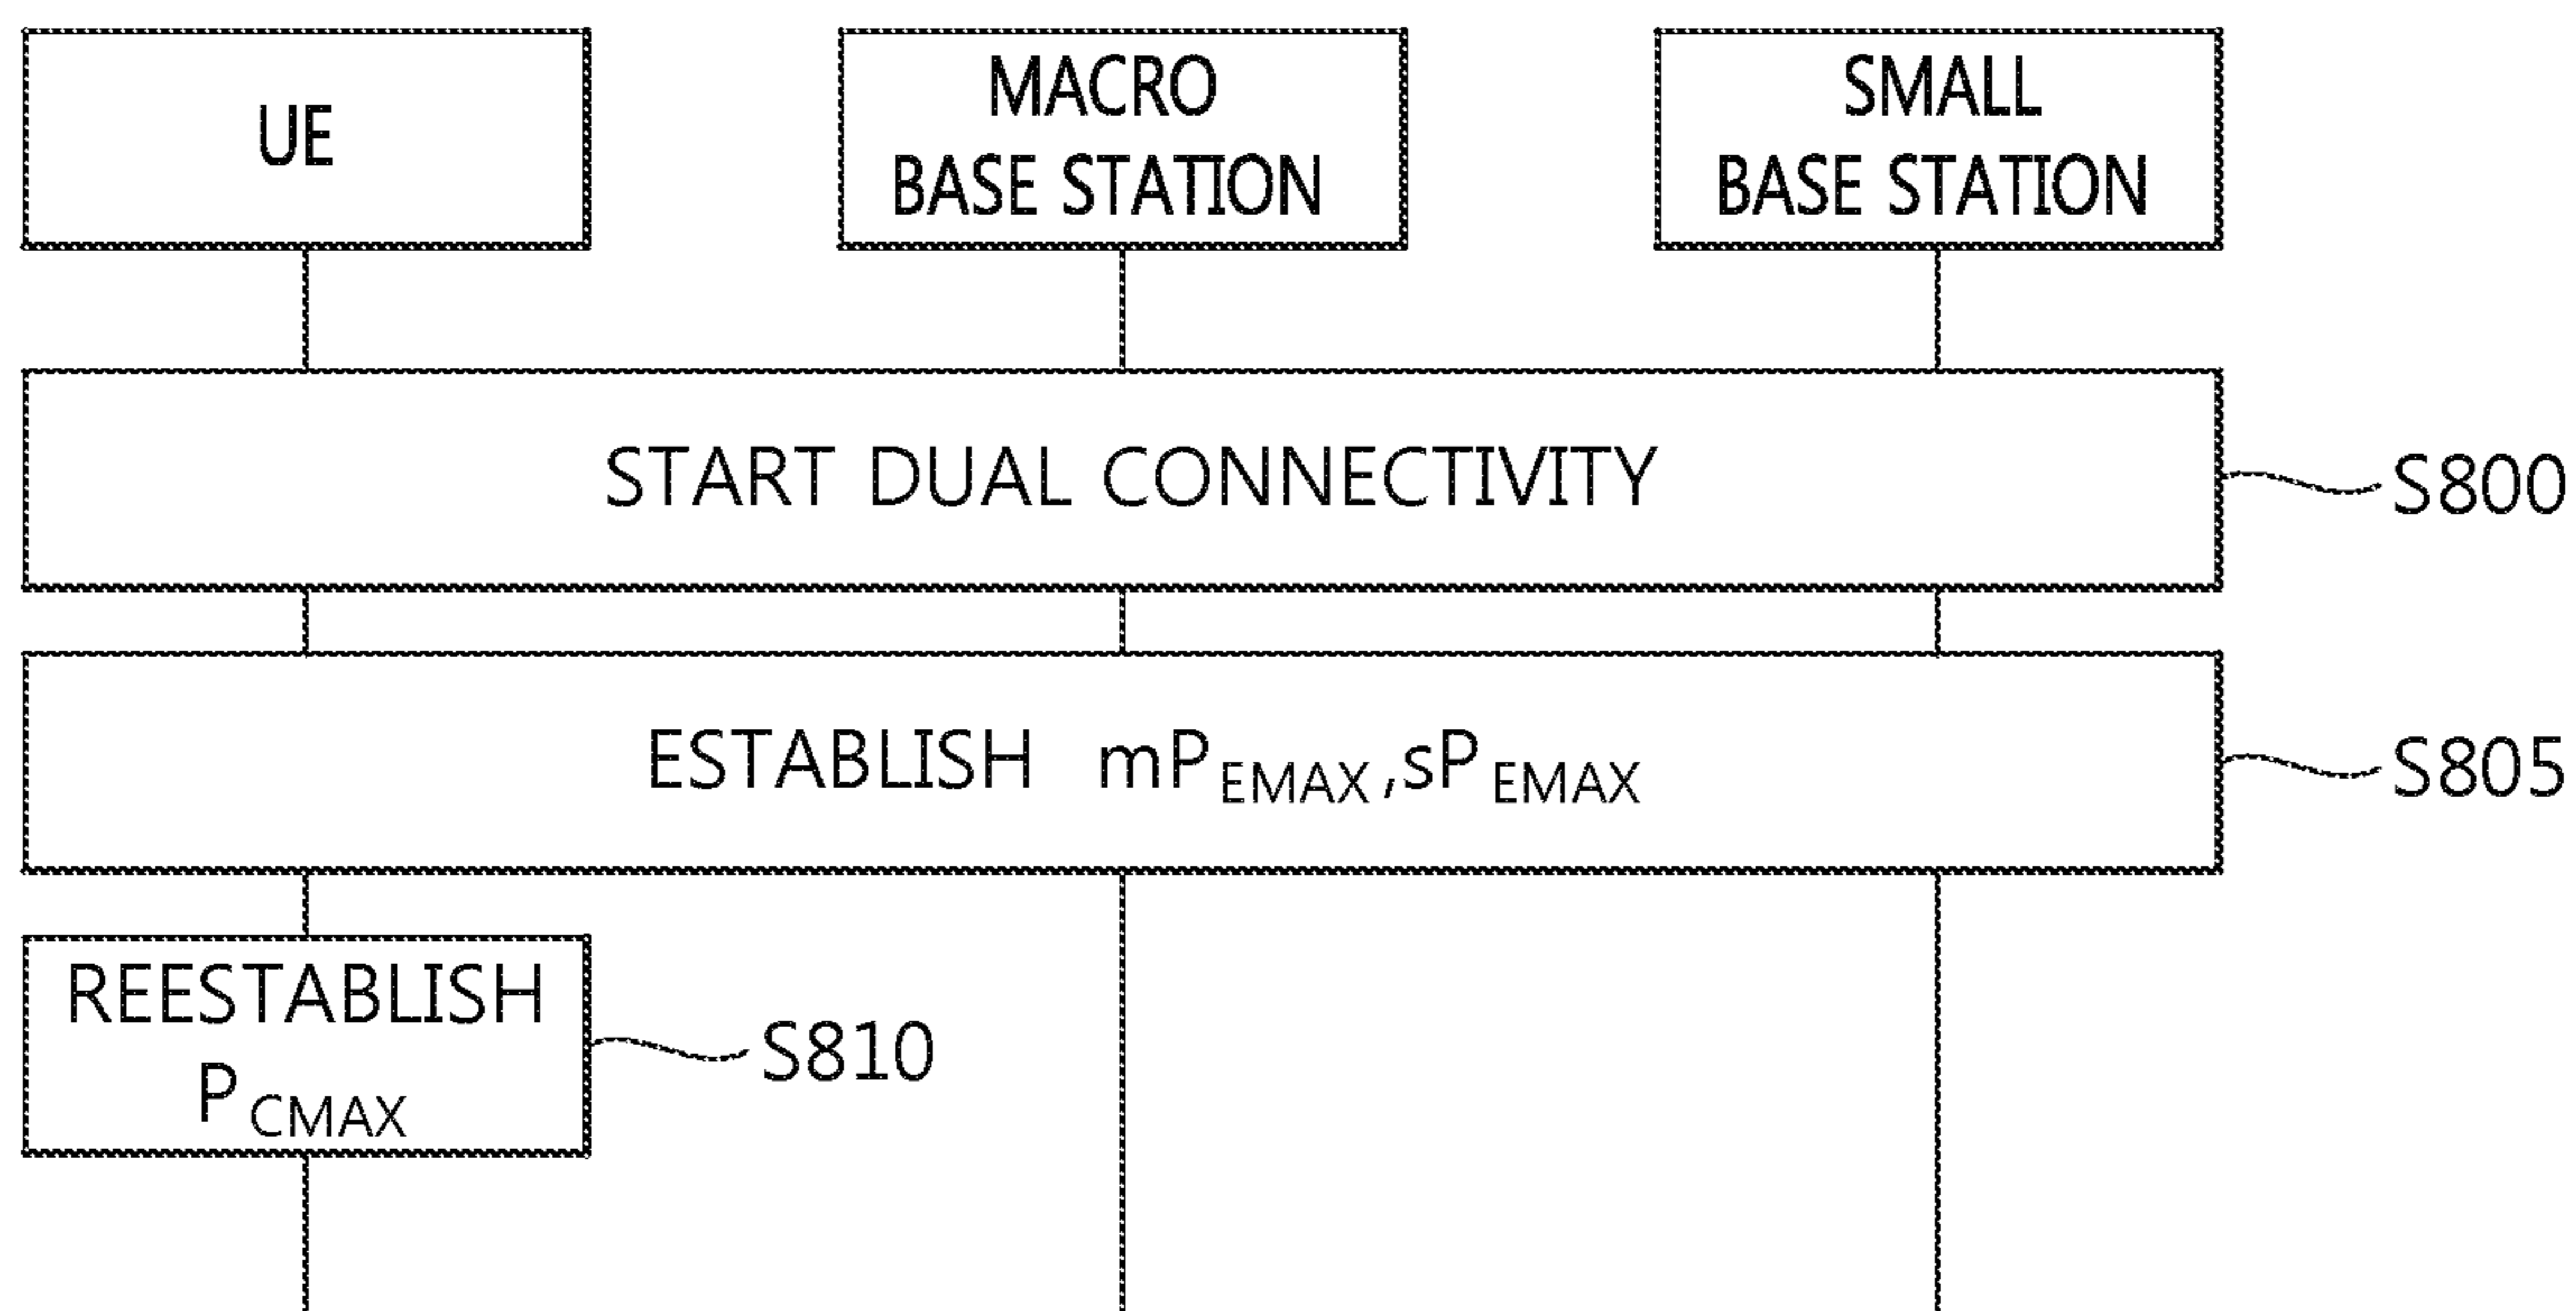 UE
MACRO
BASE STATION
SMALL
BASE STATION
START DUAL CONNECTIVITY
S800
ESTABLISH mPEMAX,sPEMAX
S805
REESTABLISH
PCMAX
S810